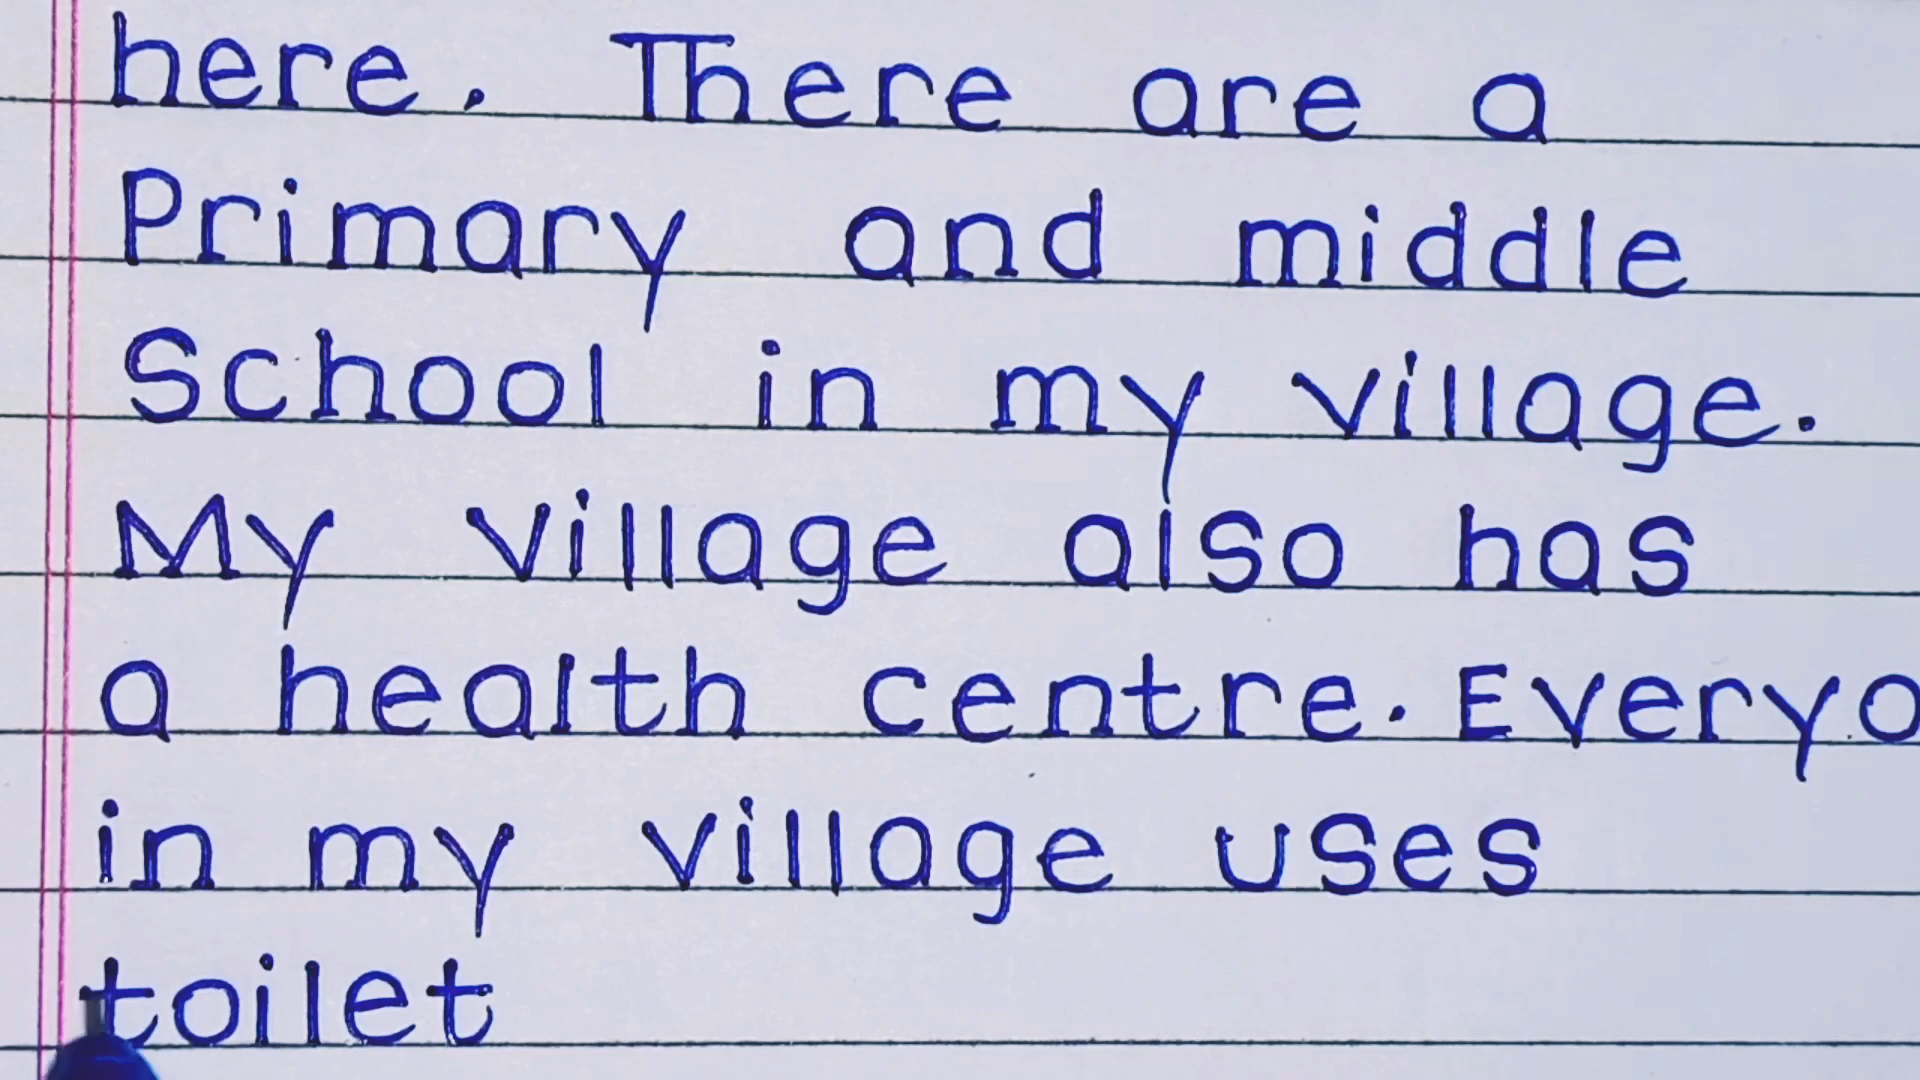 here. There are a
Primary and middle
School in my village.
My village also has
a health centre. Everyo
in my village uses
toilet